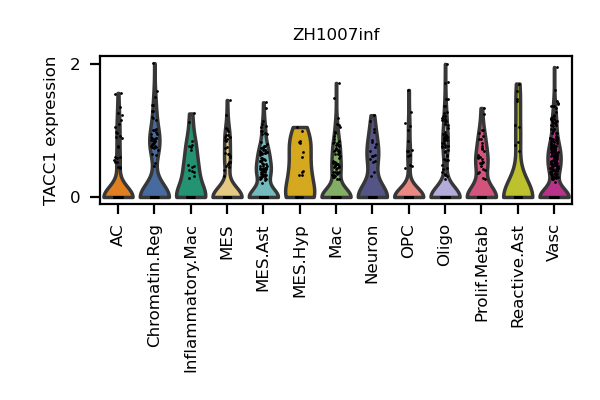 ZH1007inf
TACC1 expression
2
0
AC
Chromatin.Reg
Inflammatory.Mac
MES
MES.Ast
MES.Hyp
Mac
Neuron
OPC
Oligo
Prolif.Metab
Reactive.Ast
Vasc